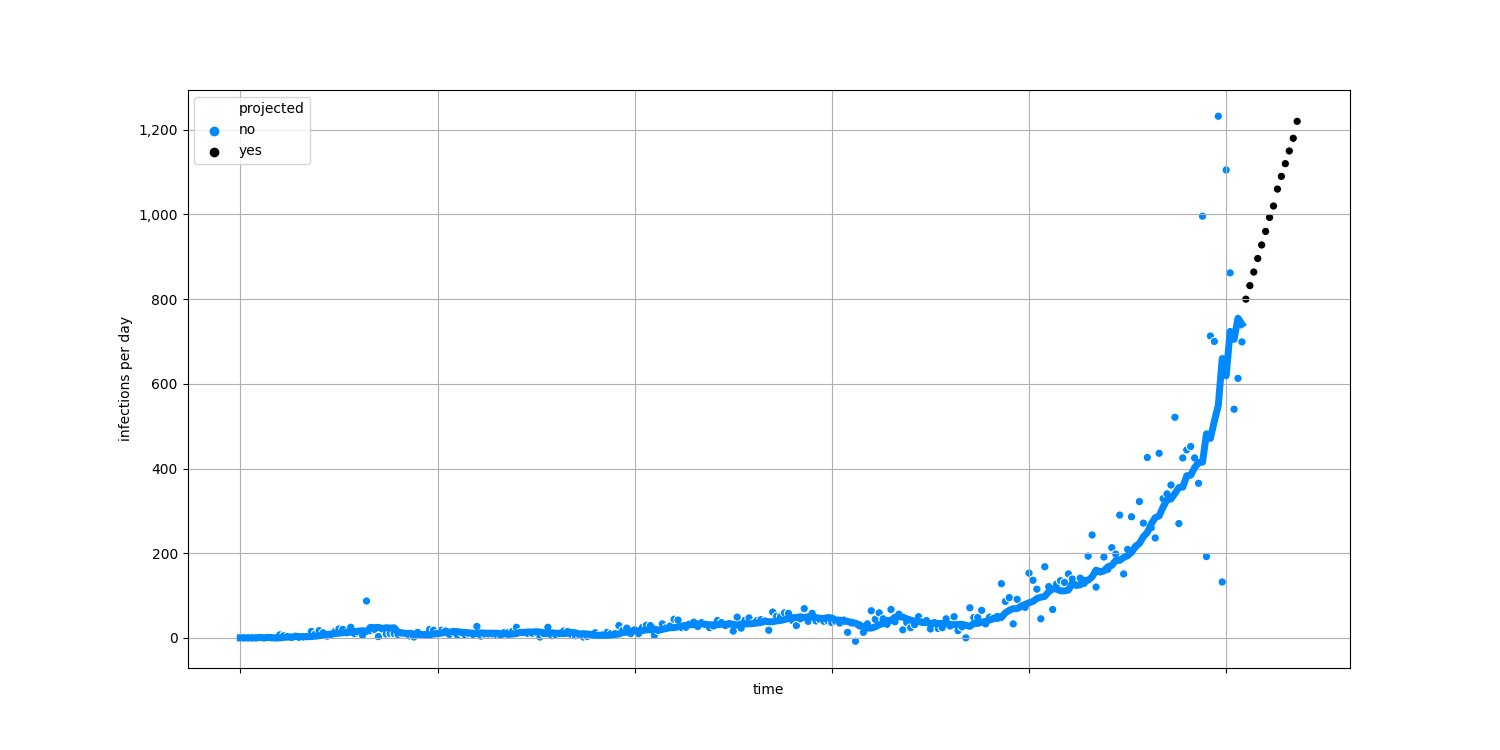 projected
no
yes
1,200
1,000
800
600
400
200
0
infections per day
time